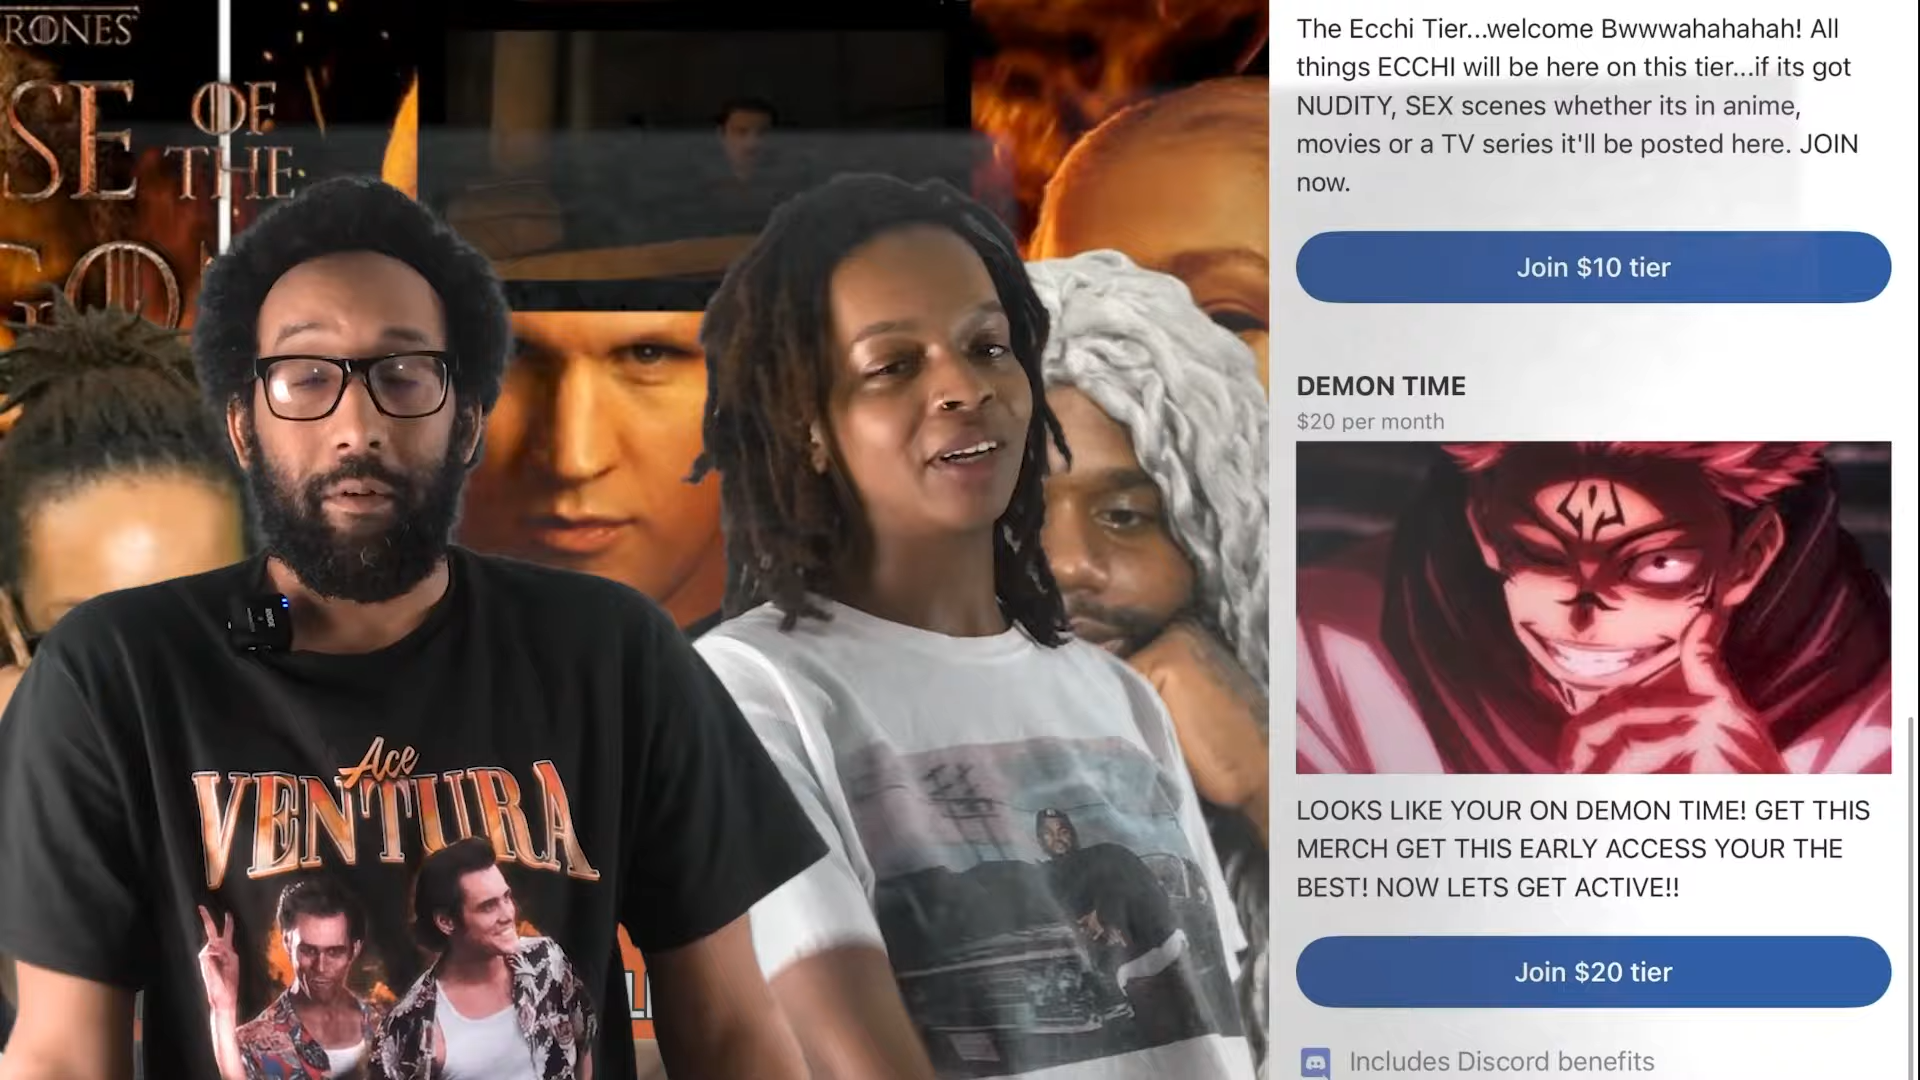 RONES
SE OF
THE
GON
Ace
VENTURA
The Ecchi Tier...welcome Bwwwahahahah! All
things ECCHI will be here on this tier...if its got
NUDITY, SEX scenes whether its in anime,
movies or a TV series it'll be posted here. JOIN
now.
Join $10 tier
DEMON TIME
$20 per month
LOOKS LIKE YOUR ON DEMON TIME! GET THIS
MERCH GET THIS EARLY ACCESS YOUR THE
BEST! NOW LETS GET ACTIVE!!
Join $20 tier
Includes Discord benefits